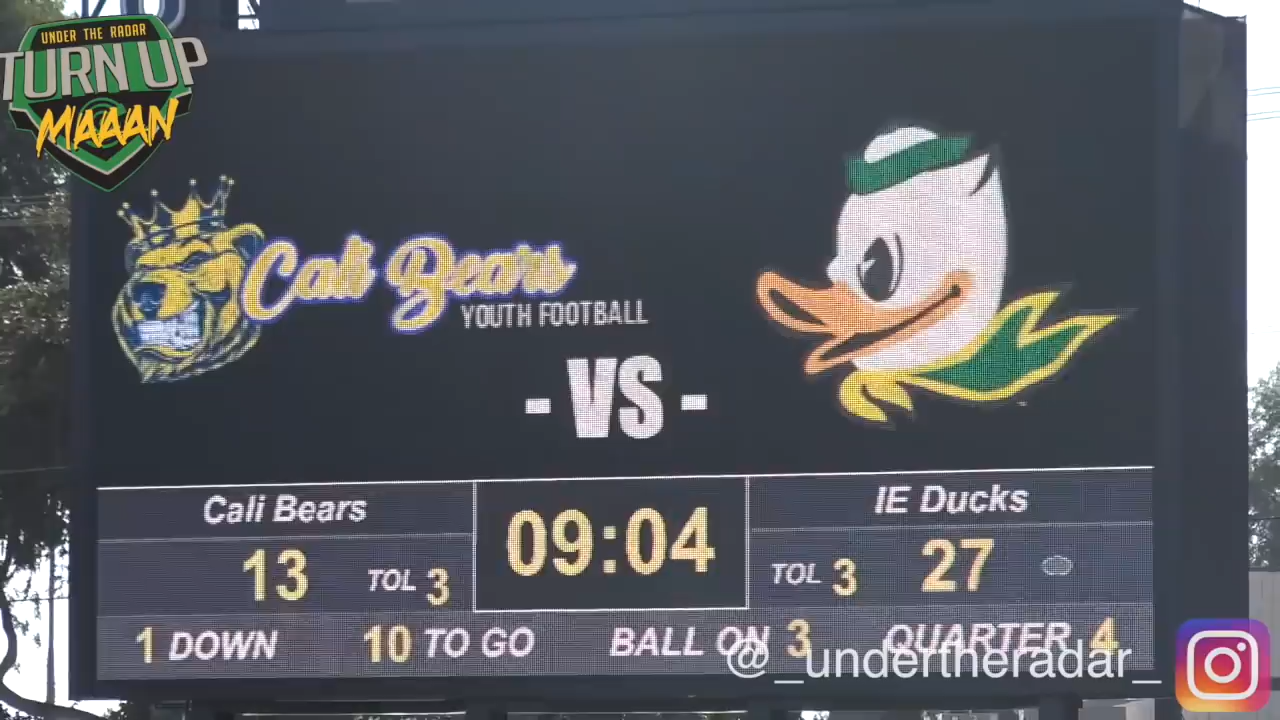 UNDER THE RADAR
TURN UP
MAAAN
Cali Bears
YOUTH FOOTBALL
- VS -
Cali Bears
13 TOL 3
09:04
IE Ducks
TOL 3 27
1 DOWN 10 TO GO BALL ON 3 QUARTER 4
@_undertheradar_